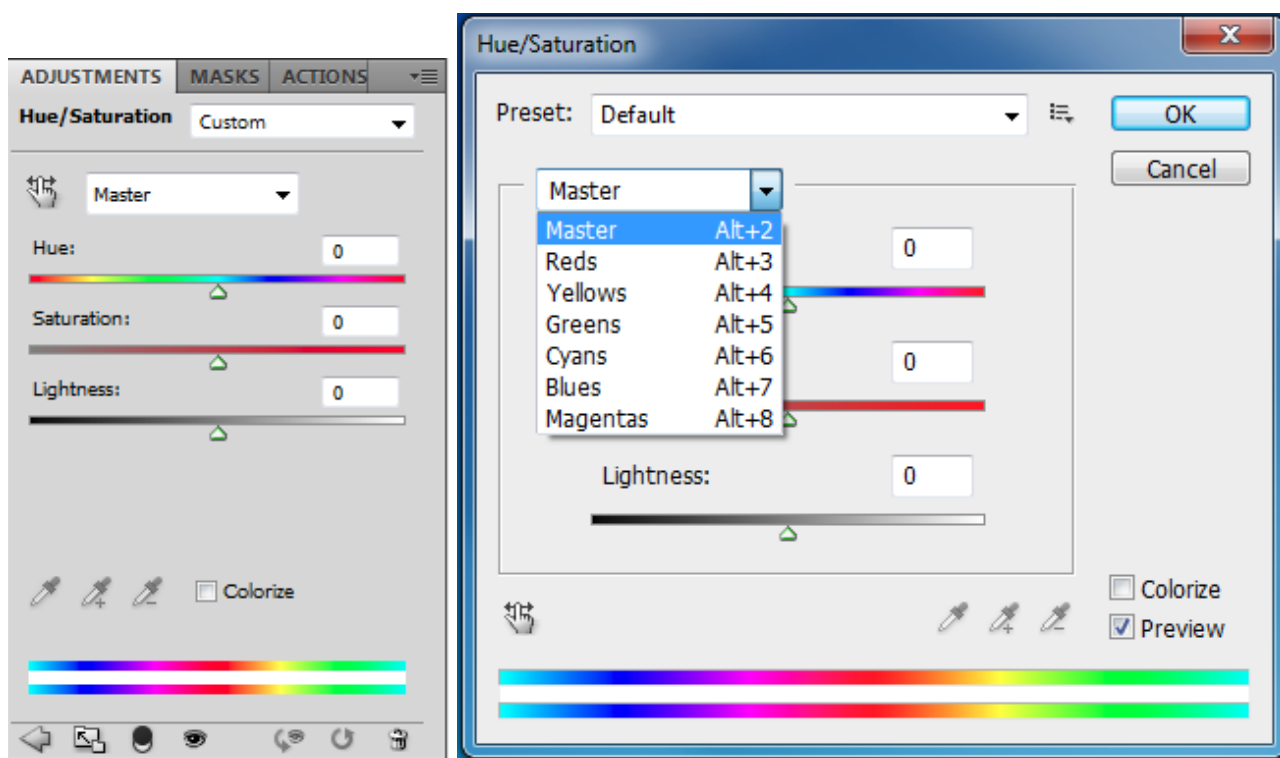 ADJUSTMENTS MASKS ACTIONS
Hue/Saturation Custom
Master
Hue: 0
Saturation: 0
Lightness: 0
Colorize
Hue/Saturation
Preset: Default
OK
Cancel
Master
Master Alt+2
Reds Alt+3
Yellows Alt+4
Greens Alt+5
Cyans Alt+6
Blues Alt+7
Magentas Alt+8
0
0
Lightness: 0
Colorize
Preview